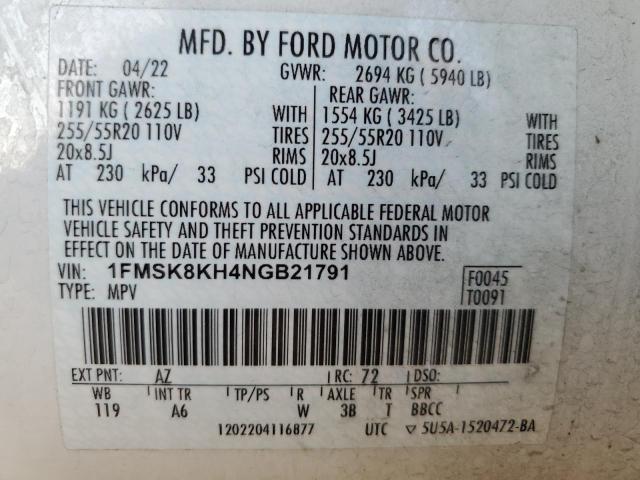 MFD. BY FORD MOTOR CO.
DATE: 04/22 GVWR: 2694 KG ( 5940 LB)
FRONT GAWR: REAR GAWR:
1191 KG ( 2625 LB) WITH 1554 KG ( 3425 LB) WITH
255/55R20 110V TIRES 255/55R20 110V TIRES
20x8.5J RIMS 20x8.5J RIMS
AT 230 kPa/ 33 PSI COLD AT 230 kPa/ 33 PSI COLD
THIS VEHICLE CONFORMS TO ALL APPLICABLE FEDERAL MOTOR
VEHICLE SAFETY AND THEFT PREVENTION STANDARDS IN
EFFECT ON THE DATE OF MANUFACTURE SHOWN ABOVE.
VIN: 1FMSK8KH4NGB21791 F0045
TYPE: MPV T0091
EXT PNT: AZ RC: 72 DSO:
WB INT TR TP/PS R AXLE TR SPR
119 A6 W 3B T BBCC
1202204116877 UTC ▽ 5U5A-1520472-BA